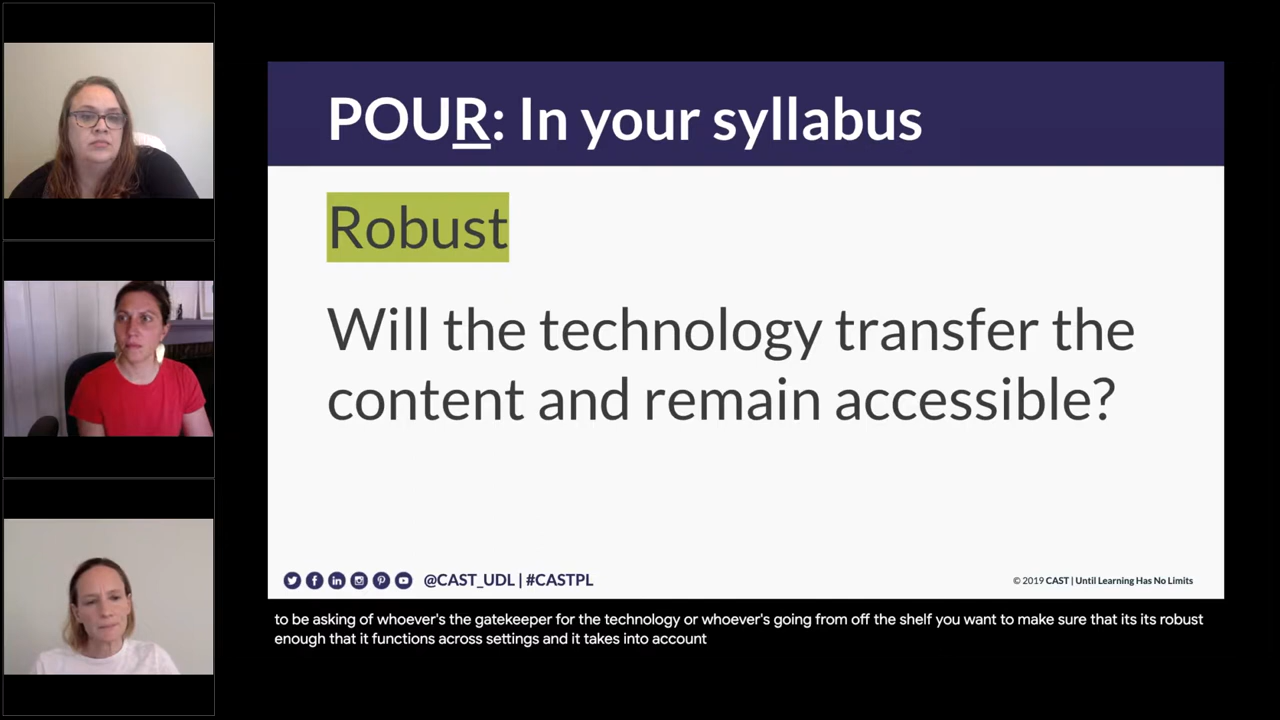 POUR: In your syllabus
Robust
Will the technology transfer the
content and remain accessible?
@CAST_UDL | #CASTPL
© 2019 CAST | Until Learning Has No Limits
to be asking of whoever's the gatekeeper for the technology or whoever's going from off the shelf you want to make sure that its its robust
enough that it functions across settings and it takes into account